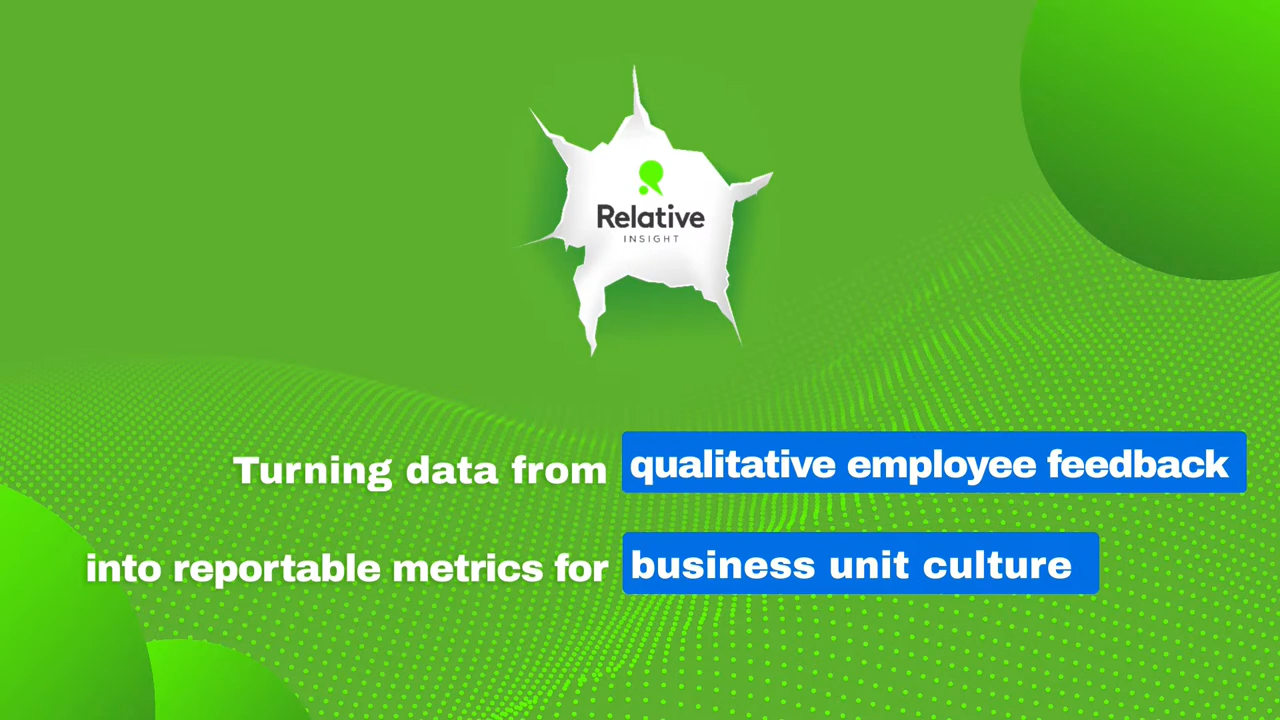 Relative
INSIGHT
Turning data from qualitative employee feedback
into reportable metrics for business unit culture